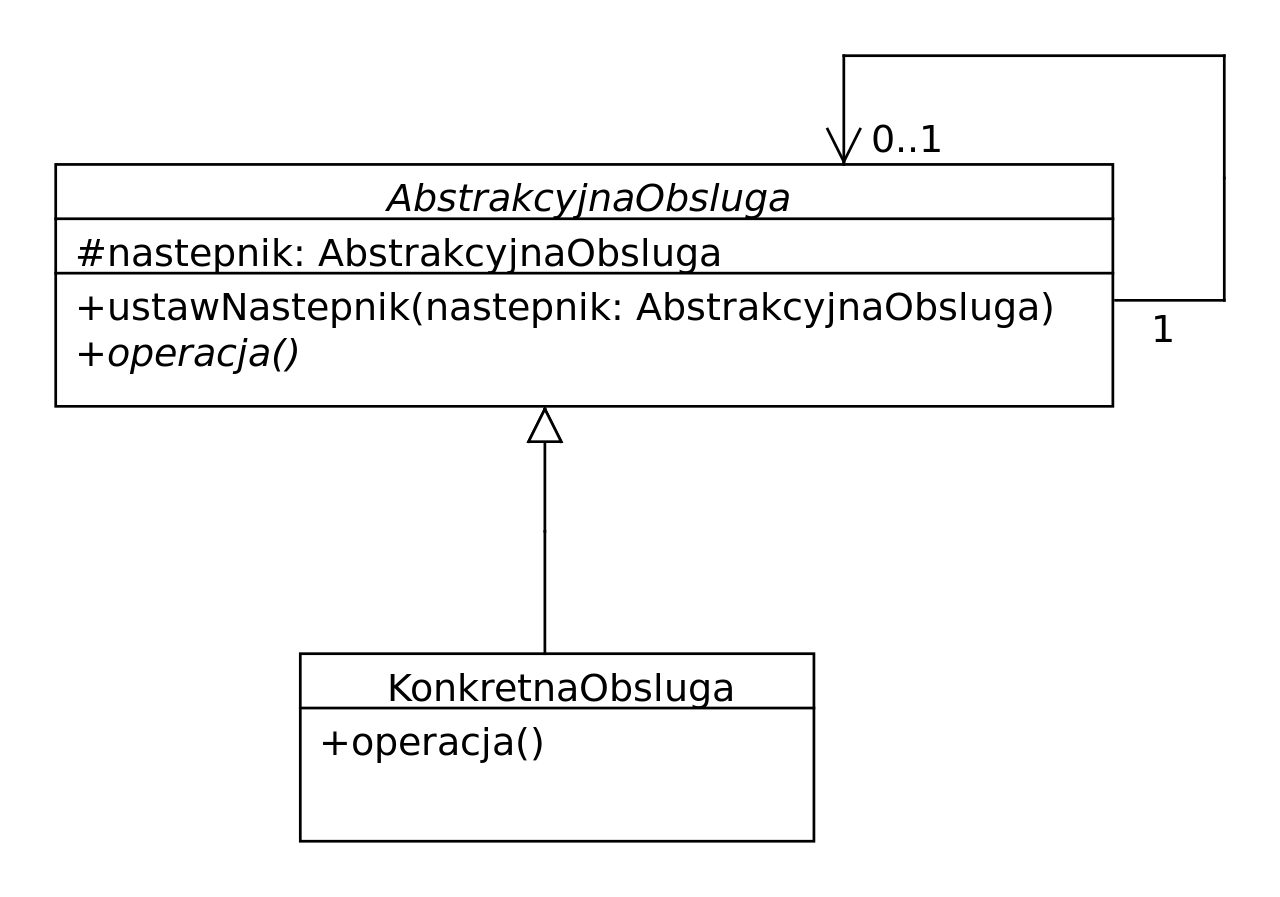 0..1
AbstrakcyjnaObsluga
#nastepnik: AbstrakcyjnaObsluga
+ustawNastepnik(nastepnik: AbstrakcyjnaObsluga)
+operacja()
1
KonkretnaObsluga
+operacja()